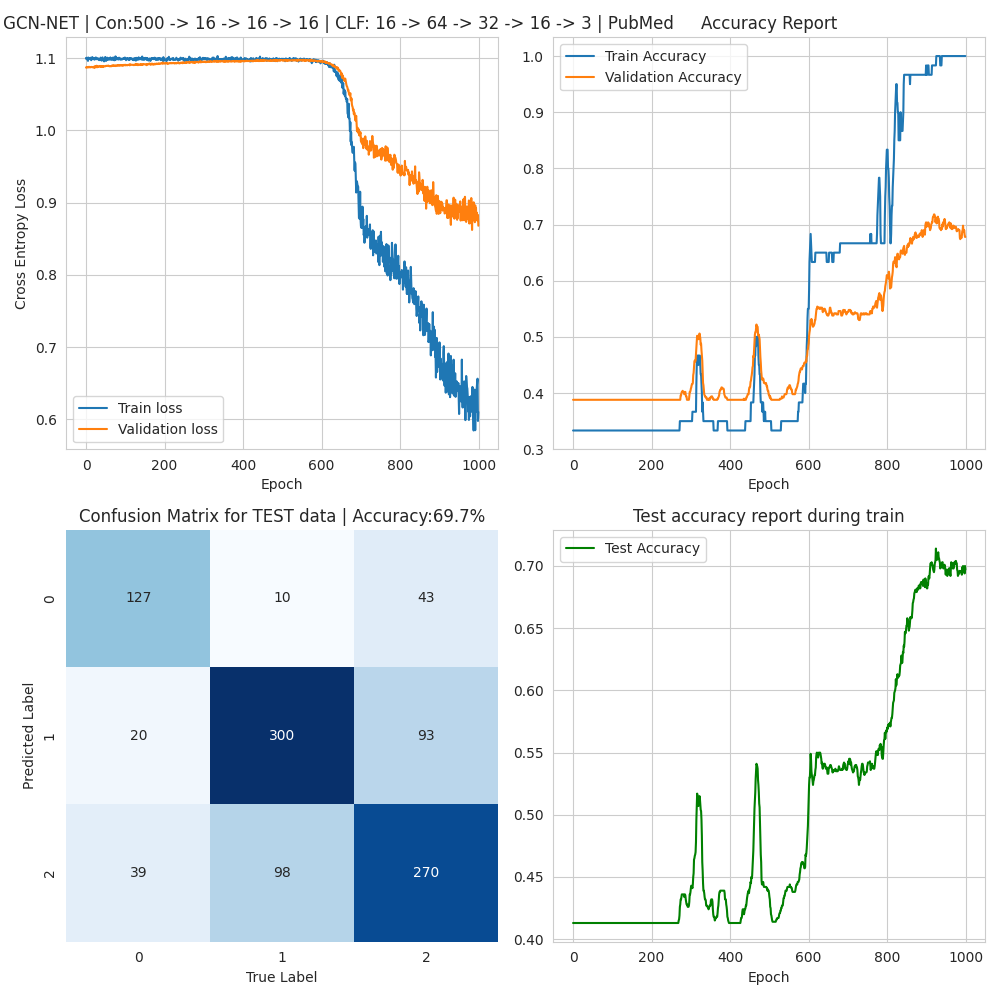 GCN-NET | Con:500 -> 16 -> 16 -> 16 | CLF: 16 -> 64 -> 32 -> 16 -> 3 | PubMed
1.1
1.0
0.9
0.8
0.7
0.6
Cross Entropy Loss
Train loss
Validation loss
0 200 400 600 800 1000
Epoch
Accuracy Report
Train Accuracy
Validation Accuracy
1.0
0.9
0.8
0.7
0.6
0.5
0.4
0.3
0 200 400 600 800 1000
Epoch
Confusion Matrix for TEST data | Accuracy:69.7%
Predicted Label
0
127 10 43
1
20 300 93
2
39 98 270
0 1 2
True Label
Test accuracy report during train
Test Accuracy
0.70
0.65
0.60
0.55
0.50
0.45
0.40
0 200 400 600 800 1000
Epoch